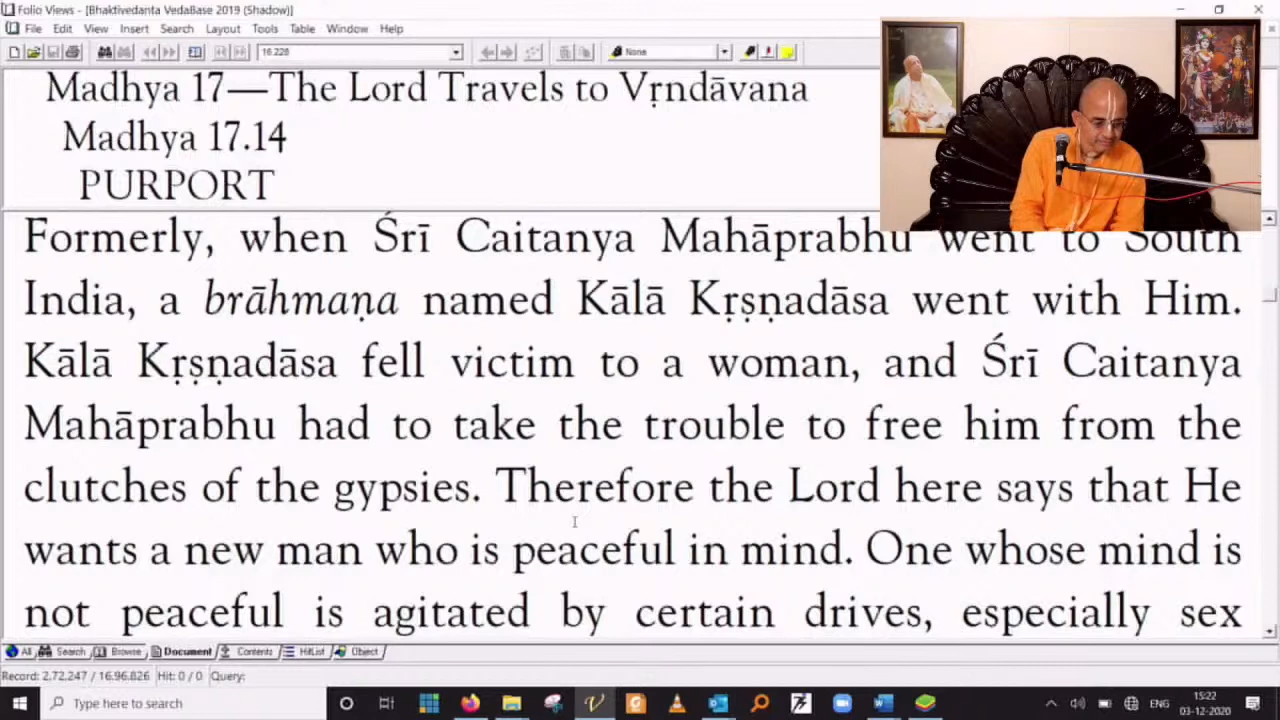 Folio Views - [Bhaktivedanta VedaBase 2019 (Shadow)]
File Edit View Insert Search Layout Tools Table Window Help
16.228 None
Madhya 17—The Lord Travels to Vṛndāvana
Madhya 17.14
PURPORT
Formerly, when Śrī Caitanya Mahāprabhu went to South
India, a brāhmaṇa named Kālā Kṛṣṇadāsa went with Him.
Kālā Kṛṣṇadāsa fell victim to a woman, and Śrī Caitanya
Mahāprabhu had to take the trouble to free him from the
clutches of the gypsies. Therefore the Lord here says that He
wants a new man who is peaceful in mind. One whose mind is
not peaceful is agitated by certain drives, especially sex
All Search Browse Document Contents HitList Object
Record: 2,72,247 / 16,96,826 Hit: 0 / 0 Query:
Type here to search ENG 15:22
03-12-2020